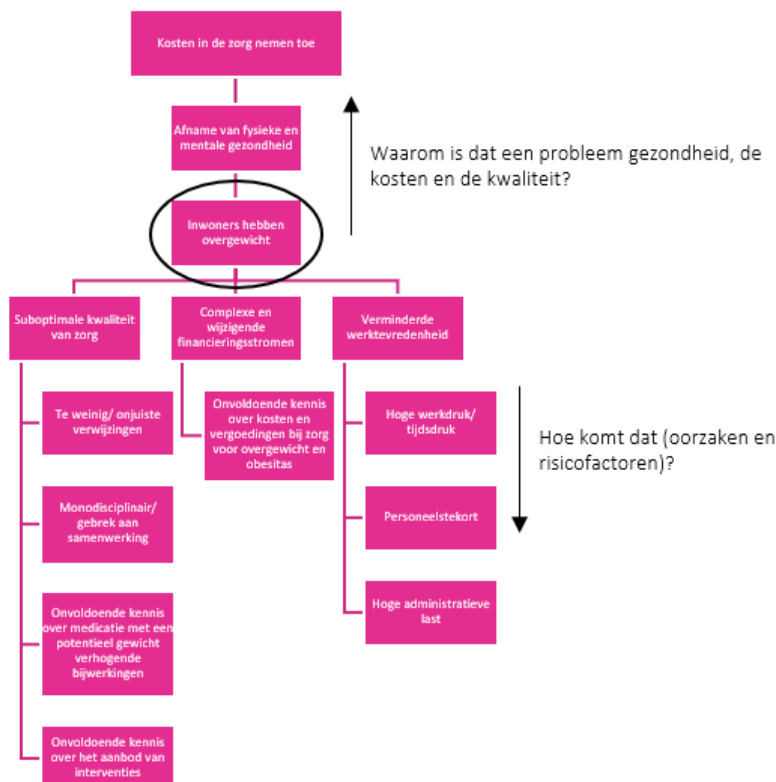 Kosten in de zorg nemen toe
Afname van fysieke en
mentale gezondheid
Waarom is dat een probleem gezondheid, de
kosten en de kwaliteit?
Inwoners hebben
overgewicht
Suboptimale kwaliteit
van zorg
Complexe en
wijzigende
financieringsstromen
Verminderde
werktevredenheid
Te weinig/ onjuiste
verwijzingen
Monodisciplinair/
gebrek aan
samenwerking
Onvoldoende kennis
over medicatie met een
potentieel gewicht
verhogende
bijwerkingen
Onvoldoende kennis
over het aanbod van
interventies
Onvoldoende kennis
over kosten en
vergoedingen bij zorg
voor overgewicht en
obesitas
Hoge werkdruk/
tijdsdruk
Personeelstekort
Hoge administratieve
last
Hoe komt dat (oorzaken en
risicofactoren)?